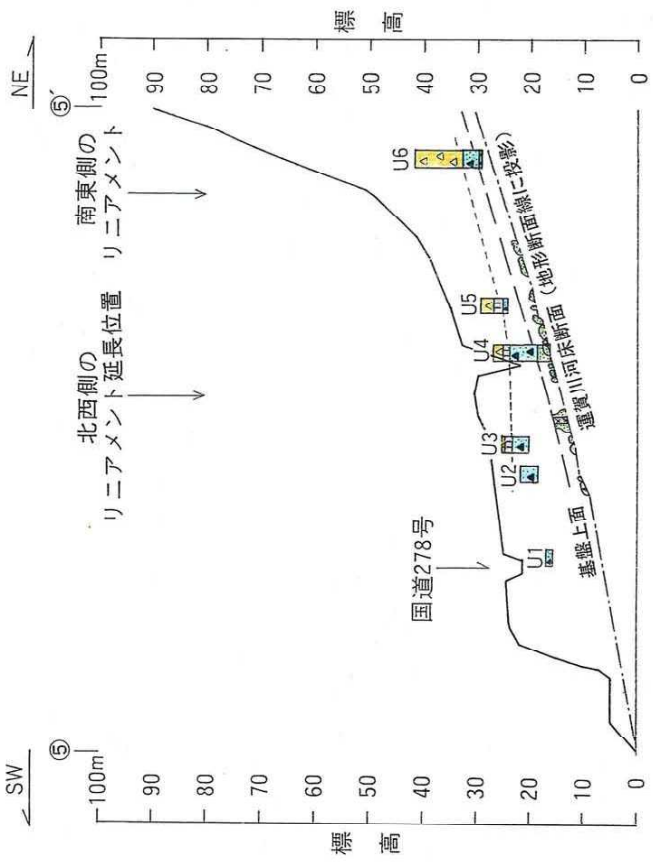 SW
NE
⑤
⑤′
標高
100m
90
80
70
60
50
40
30
20
10
0
標高
100m
90
80
70
60
50
40
30
20
10
0
北西側の
リニアメント延長位置
南東側の
リニアメント
国道278号
U1
U2
U3
U4
U5
U6
基盤上面
運賀川河床断面(地形断面線に投影)